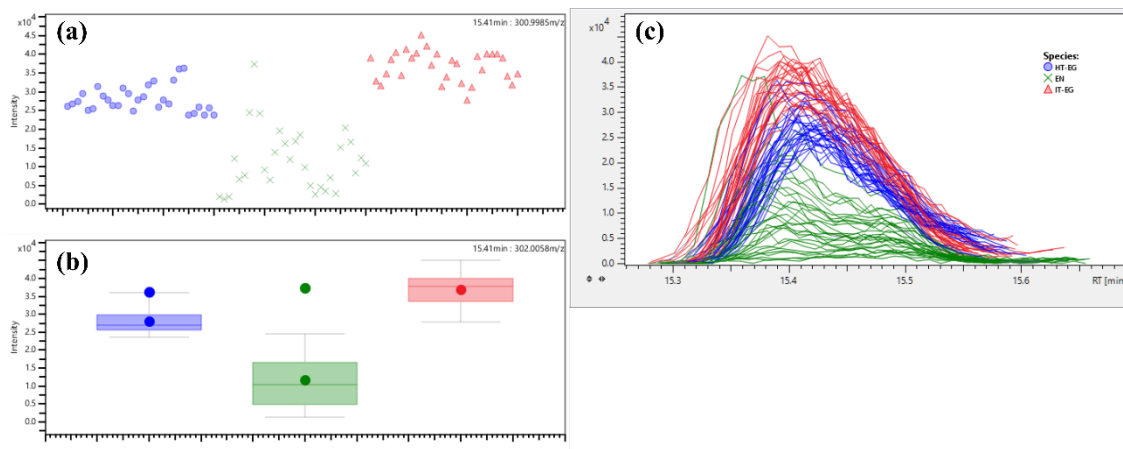 (a)
15.41min : 300.9985m/z
x10⁴
Intensity
4.5
4.0
3.5
3.0
2.5
2.0
1.5
1.0
0.5
0.0
(b)
15.41min : 302.0058m/z
x10⁴
Intensity
4.0
3.5
3.0
2.5
2.0
1.5
1.0
0.5
0.0
(c)
x10⁴
4.5
4.0
3.5
3.0
2.5
2.0
1.5
1.0
0.5
0.0
Species:
HT-EG
EN
IT-EG
15.3 15.4 15.5 15.6 RT [min